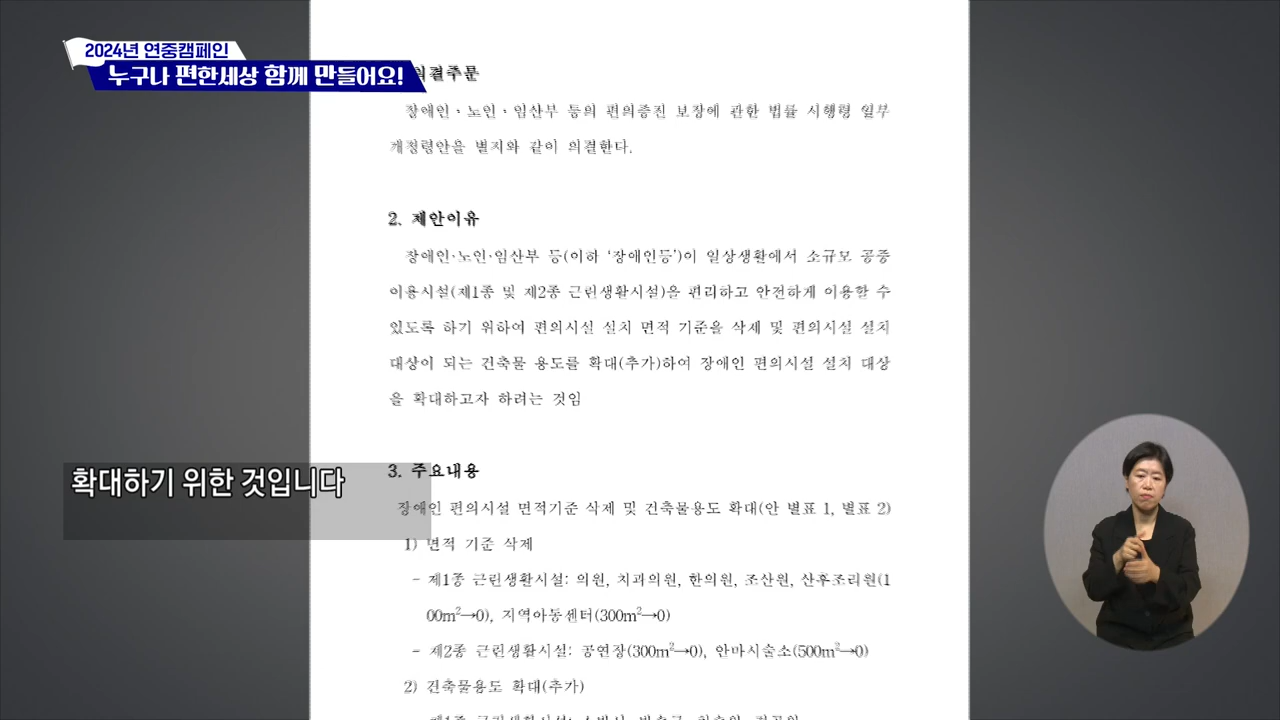 2024년 연중캠페인
누구나 편한세상 함께 만들어요!
의결주문
장애인·노인·임산부 등의 편의증진 보장에 관한 법률 시행령 일부
개정령안을 별지와 같이 의결한다.
2. 제안이유
장애인·노인·임산부 등(이하 ‘장애인등’)이 일상생활에서 소규모 공중
이용시설(제1종 및 제2종 근린생활시설)을 편리하고 안전하게 이용할 수
있도록 하기 위하여 편의시설 설치 면적 기준을 삭제 및 편의시설 설치
대상이 되는 건축물 용도를 확대(추가)하여 장애인 편의시설 설치 대상
을 확대하고자 하려는 것임
확대하기 위한 것입니다
3. 주요내용
장애인 편의시설 면적기준 삭제 및 건축물용도 확대(안 별표 1, 별표 2)
1) 면적 기준 삭제
- 제1종 근린생활시설: 의원, 치과의원, 한의원, 조산원, 산후조리원(1
00m²→0), 지역아동센터(300m²→0)
- 제2종 근린생활시설: 공연장(300m²→0), 안마시술소(500m²→0)
2) 건축물용도 확대(추가)